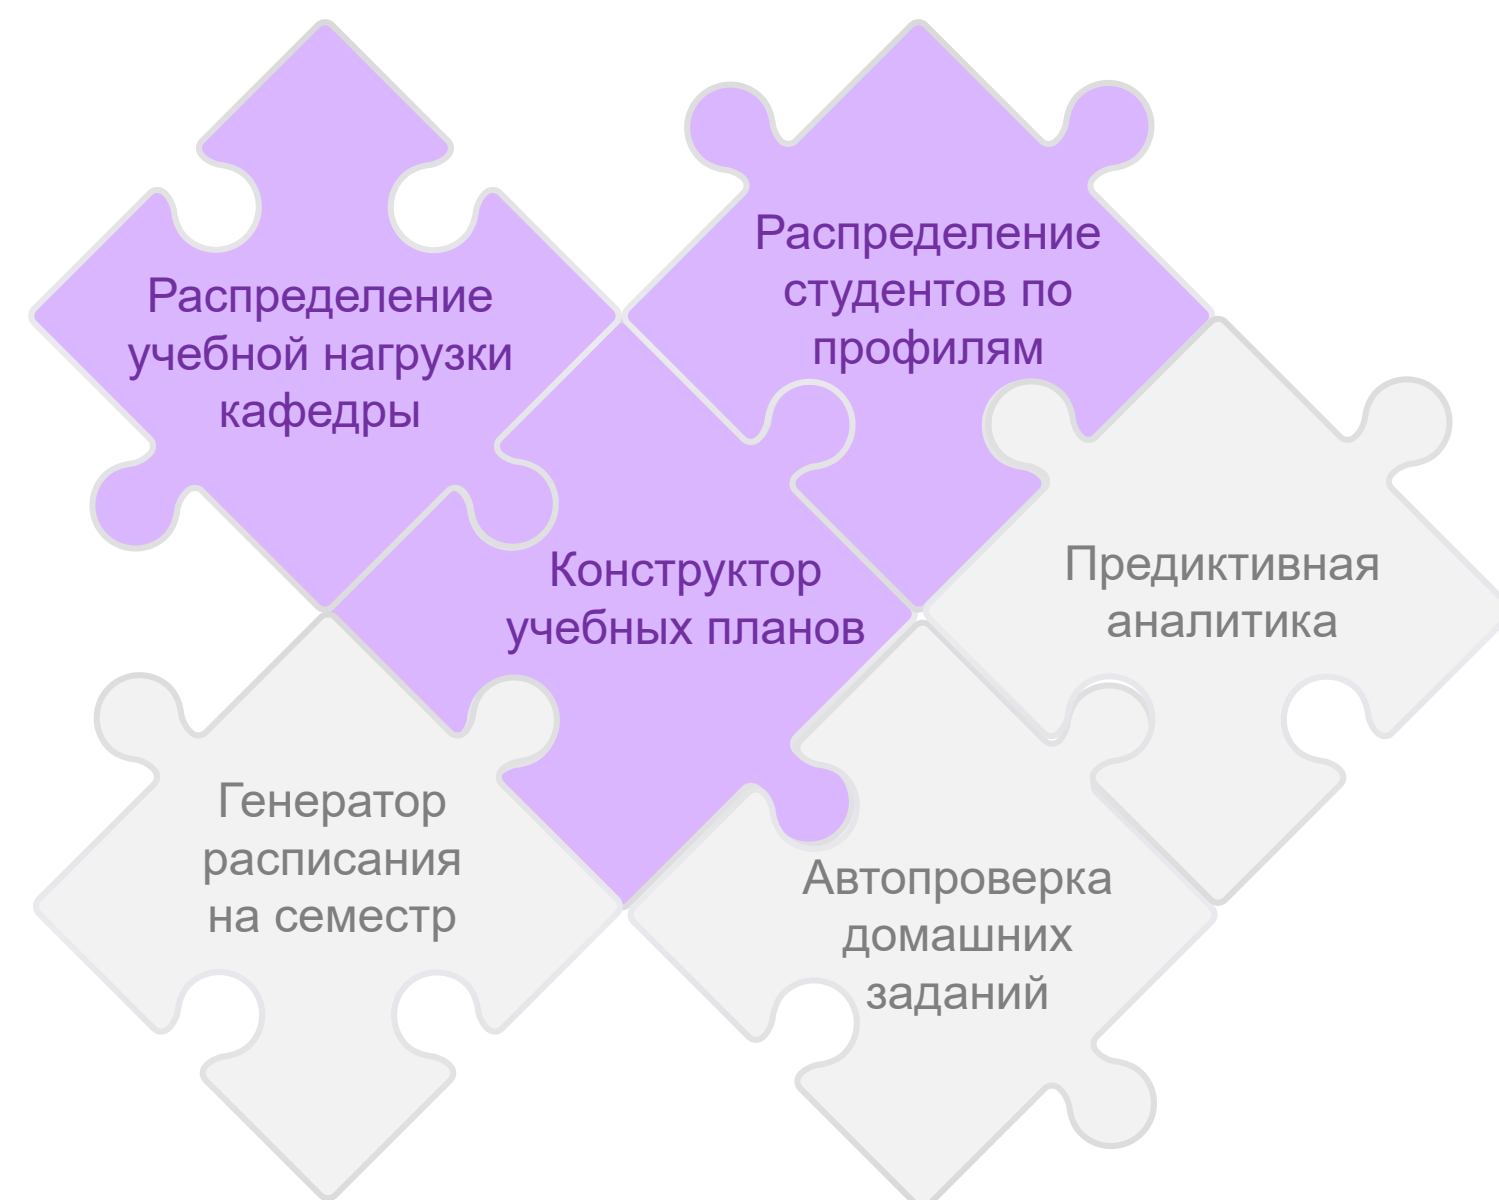 Распределение
учебной нагрузки
кафедры
Распределение
студентов по
профилям
Конструктор
учебных планов
Предиктивная
аналитика
Генератор
расписания
на семестр
Автопроверка
домашних
заданий